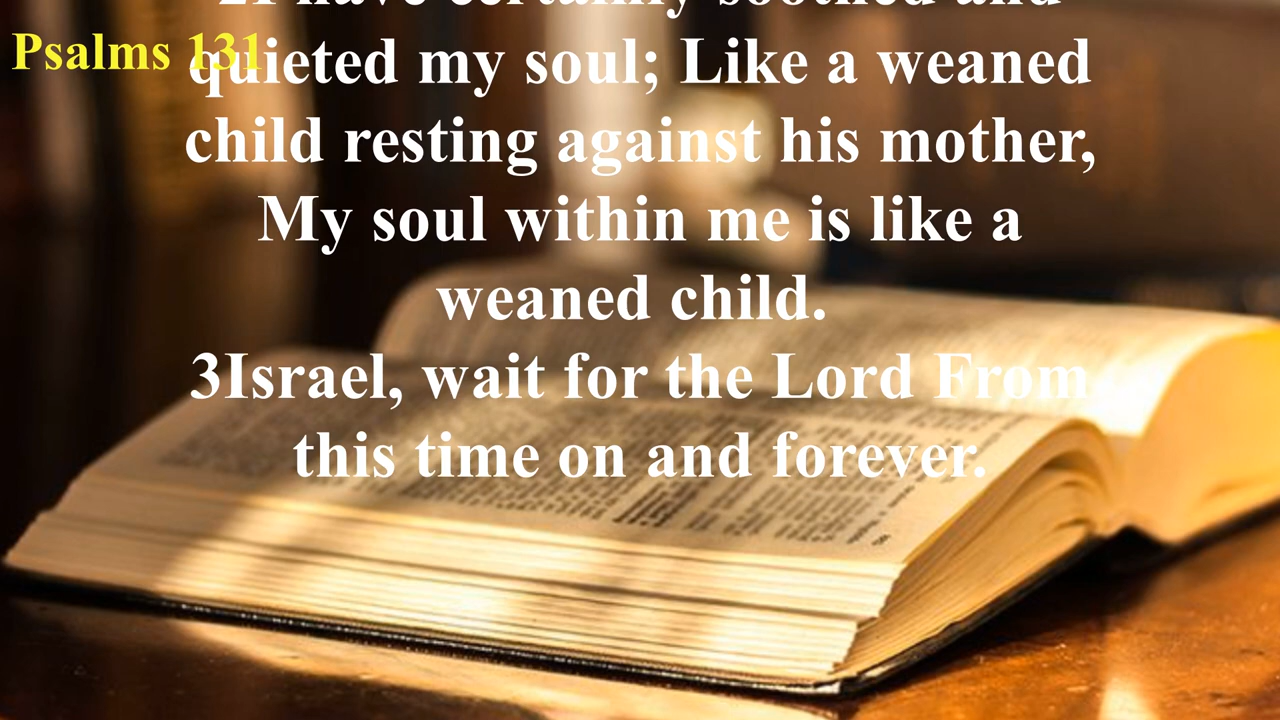 Psalms 131
2I have certainly soothed and
quieted my soul; Like a weaned
child resting against his mother,
My soul within me is like a
weaned child.
3Israel, wait for the Lord From
this time on and forever.